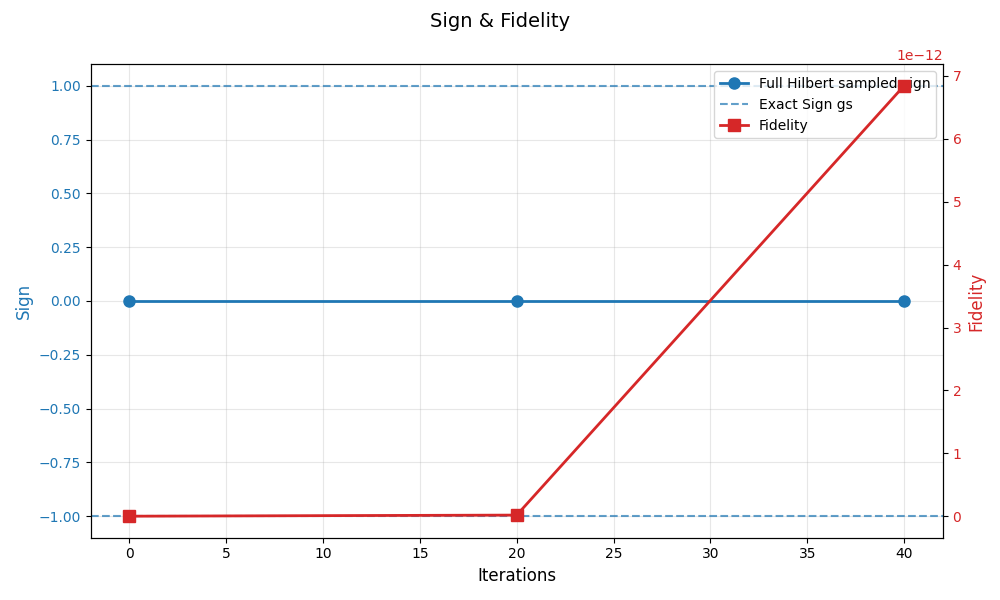 Sign & Fidelity
1e−12
Full Hilbert sampled sign
Exact Sign gs
Fidelity
1.00
0.75
0.50
0.25
0.00
−0.25
−0.50
−0.75
−1.00
Sign
7
6
5
4
3
2
1
0
Fidelity
0 5 10 15 20 25 30 35 40
Iterations